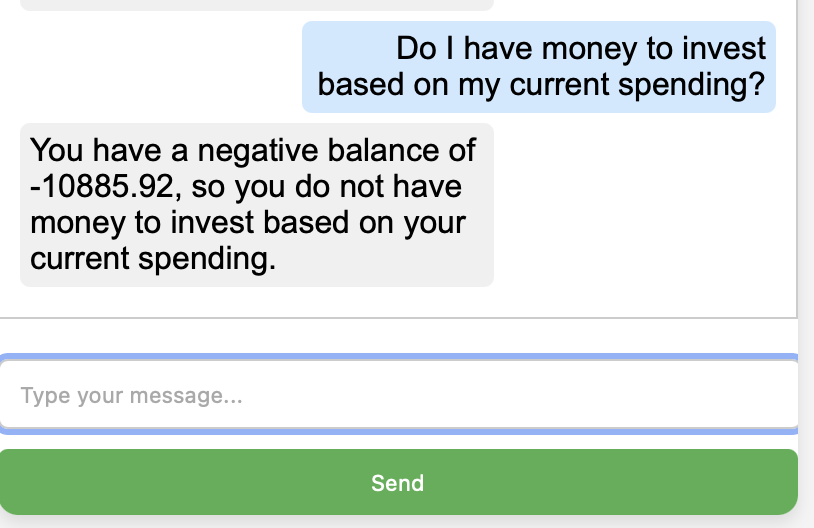 Do I have money to invest
based on my current spending?
You have a negative balance of
-10885.92, so you do not have
money to invest based on your
current spending.
Type your message...
Send